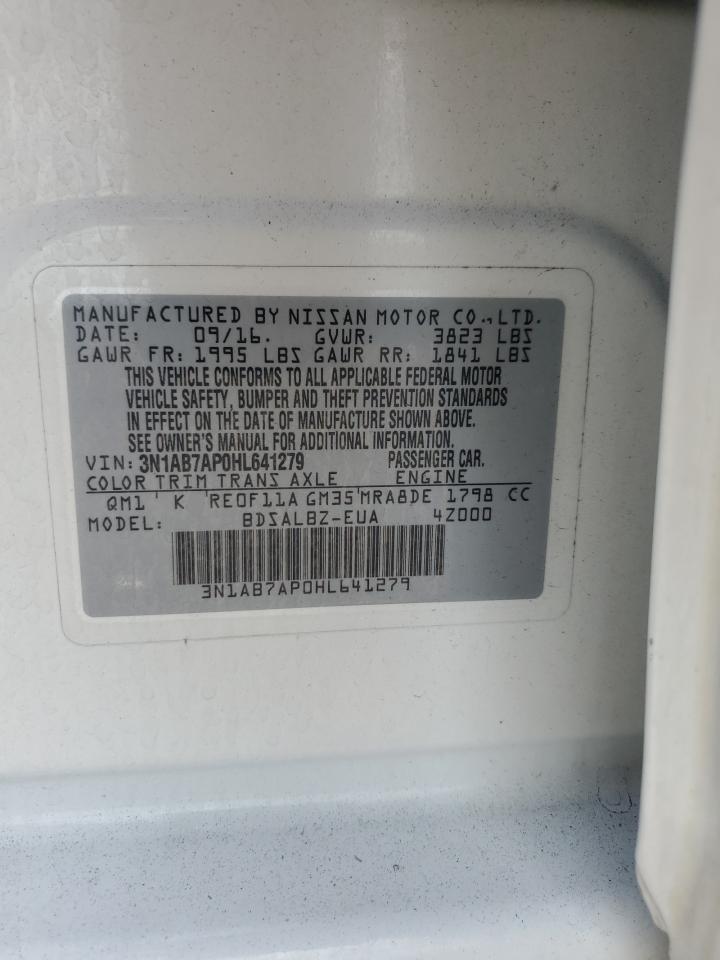 MANUFACTURED BY NISSAN MOTOR CO., LTD.
DATE: 09/16. GVWR: 3823 LBS
GAWR FR: 1995 LBS GAWR RR: 1841 LBS
THIS VEHICLE CONFORMS TO ALL APPLICABLE FEDERAL MOTOR
VEHICLE SAFETY, BUMPER AND THEFT PREVENTION STANDARDS
IN EFFECT ON THE DATE OF MANUFACTURE SHOWN ABOVE.
SEE OWNER'S MANUAL FOR ADDITIONAL INFORMATION.
VIN: 3N1AB7AP0HL641279 PASSENGER CAR.
COLOR TRIM TRANS AXLE ENGINE
QM1 K RE0F11A GM35 MRA8DE 1798 CC
MODEL: BDSALBZ-EUA 4Z000
3N1AB7AP0HL641279